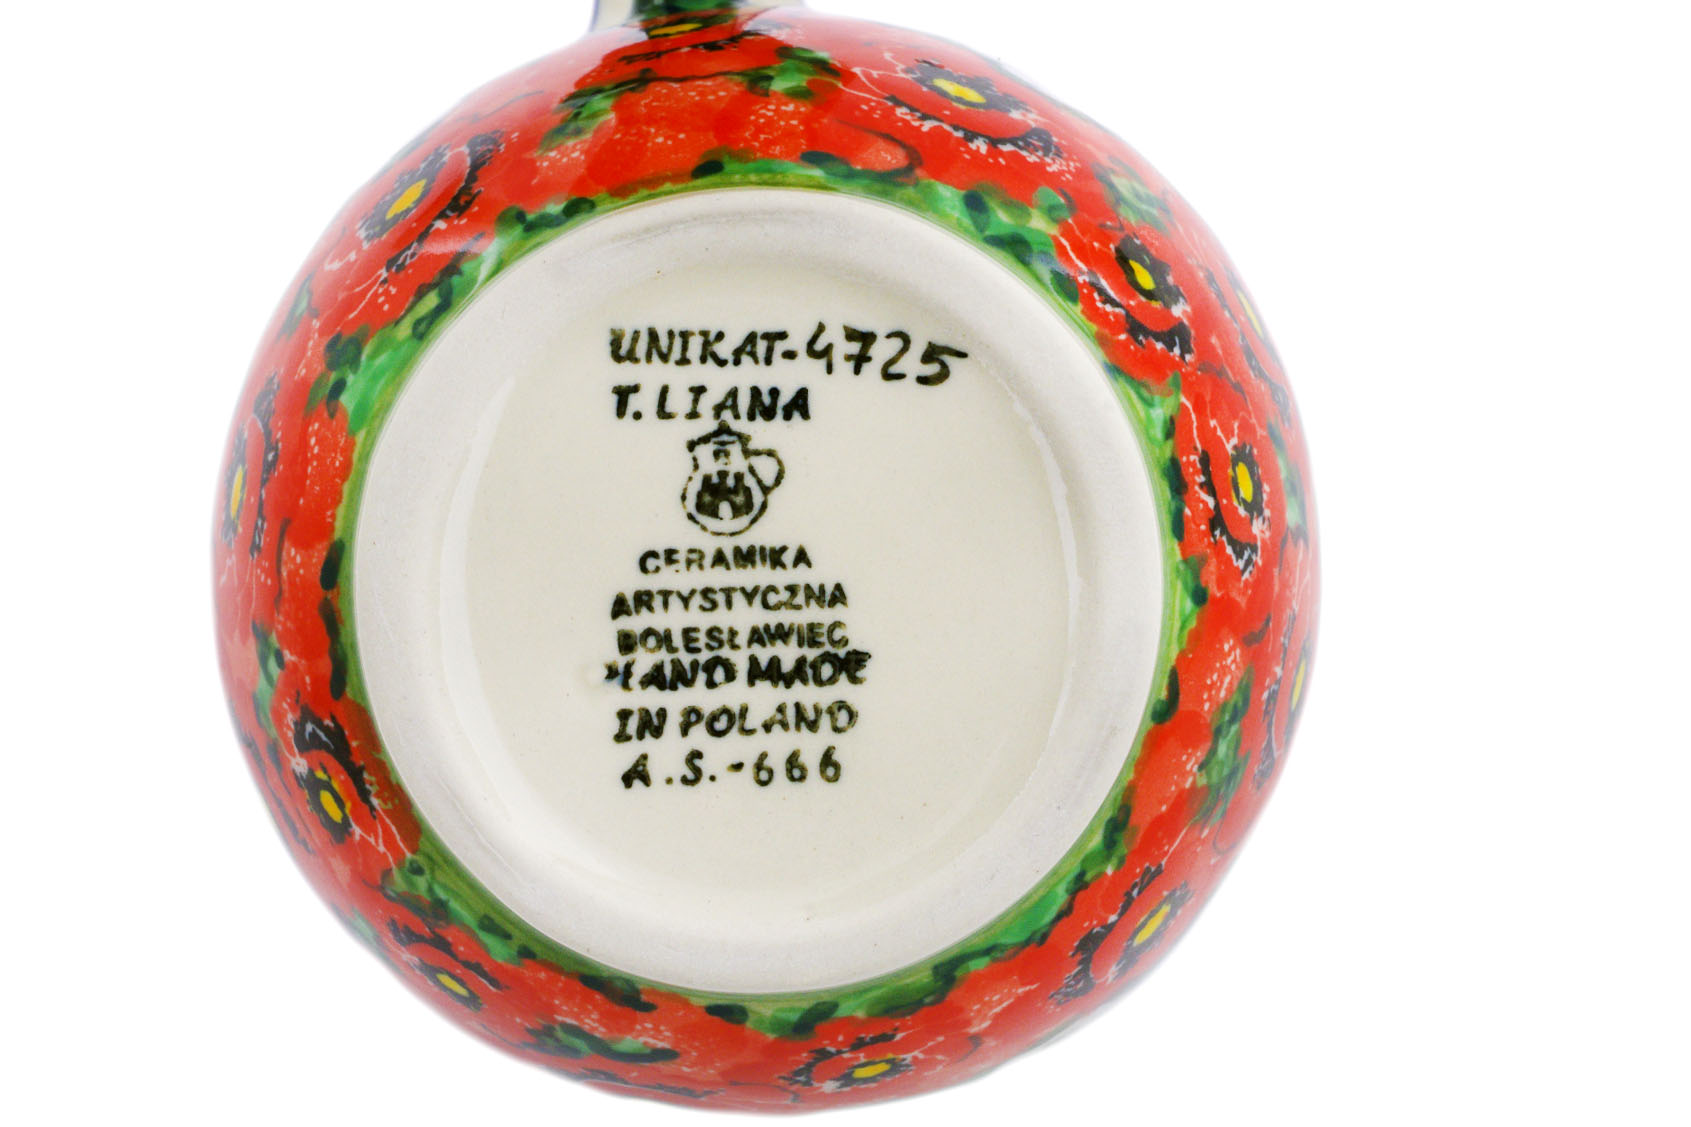 UNIKAT-4725
T. LIANA
CERAMIKA
ARTYSTYCZNA
BOLESŁAWIEC
HAND MADE
IN POLAND
A.S.-666